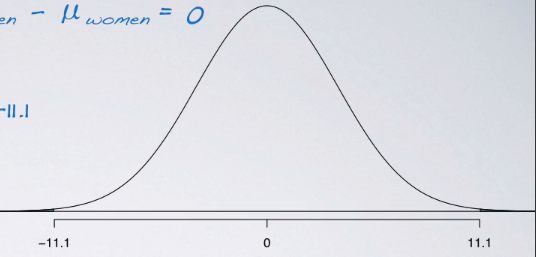 en - μ women = 0
-11.1
-11.1 0 11.1